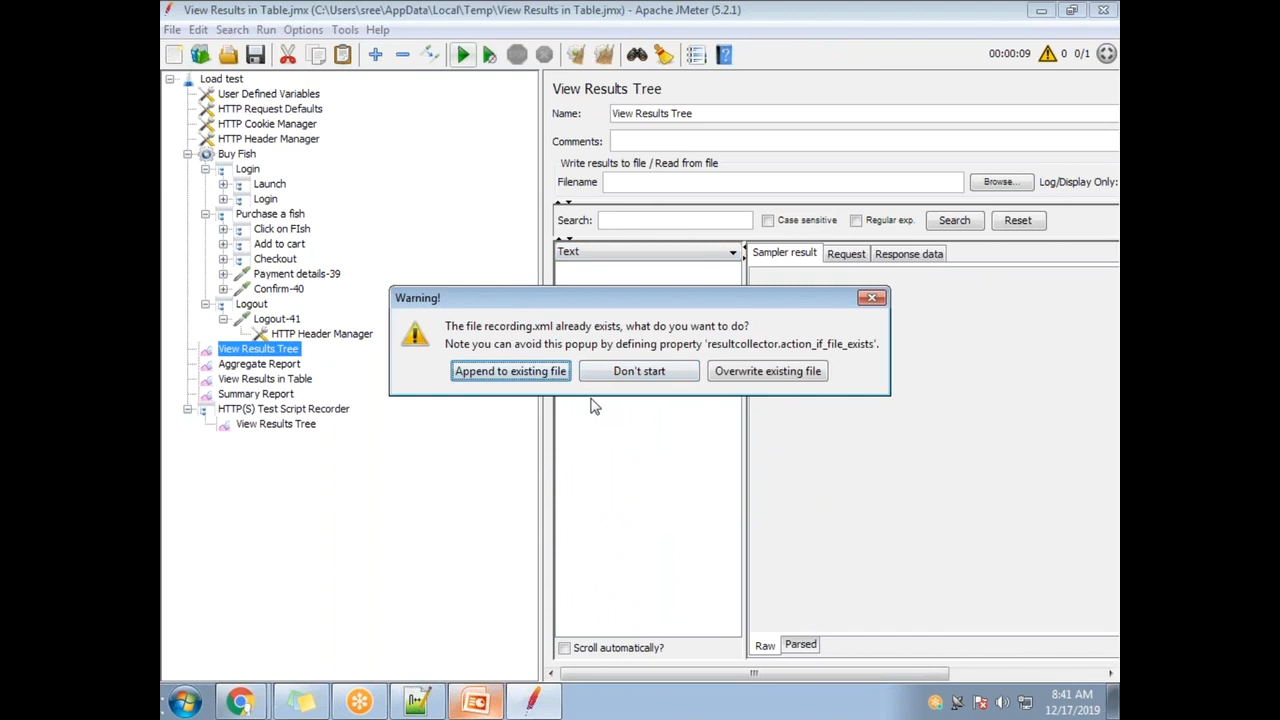 View Results in Table.jmx (C:\Users\sree\AppData\Local\Temp\View Results in Table.jmx) - Apache JMeter (5.2.1)
File Edit Search Run Options Tools Help
00:00:09 0 0/1
Load test
User Defined Variables
HTTP Request Defaults
HTTP Cookie Manager
HTTP Header Manager
Buy Fish
Login
Launch
Login
Purchase a fish
Click on FIsh
Add to cart
Checkout
Payment details-39
Confirm-40
Logout
Logout-41
HTTP Header Manager
View Results Tree
Aggregate Report
View Results in Table
Summary Report
HTTP(S) Test Script Recorder
View Results Tree
View Results Tree
Name: View Results Tree
Comments:
Write results to file / Read from file
Filename Browse... Log/Display Only:
Search: Case sensitive Regular exp. Search Reset
Text
Sampler result Request Response data
Warning!
The file recording.xml already exists, what do you want to do?
Note you can avoid this popup by defining property 'resultcollector.action_if_file_exists'.
Append to existing file Don't start Overwrite existing file
Scroll automatically?
Raw Parsed
8:41 AM
12/17/2019